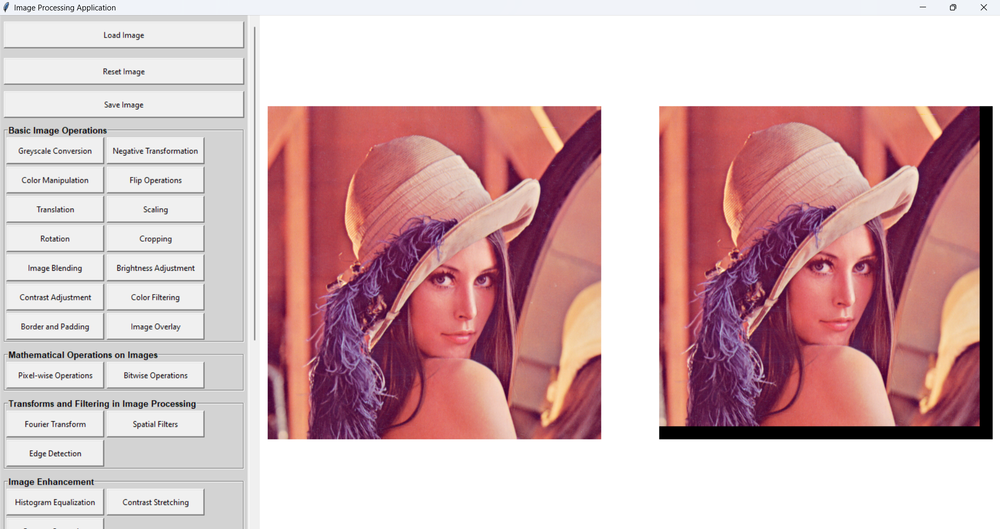 Image Processing Application
Load Image
Reset Image
Save Image
Basic Image Operations
Greyscale Conversion
Negative Transformation
Color Manipulation
Flip Operations
Translation
Scaling
Rotation
Cropping
Image Blending
Brightness Adjustment
Contrast Adjustment
Color Filtering
Border and Padding
Image Overlay
Mathematical Operations on Images
Pixel-wise Operations
Bitwise Operations
Transforms and Filtering in Image Processing
Fourier Transform
Spatial Filters
Edge Detection
Image Enhancement
Histogram Equalization
Contrast Stretching